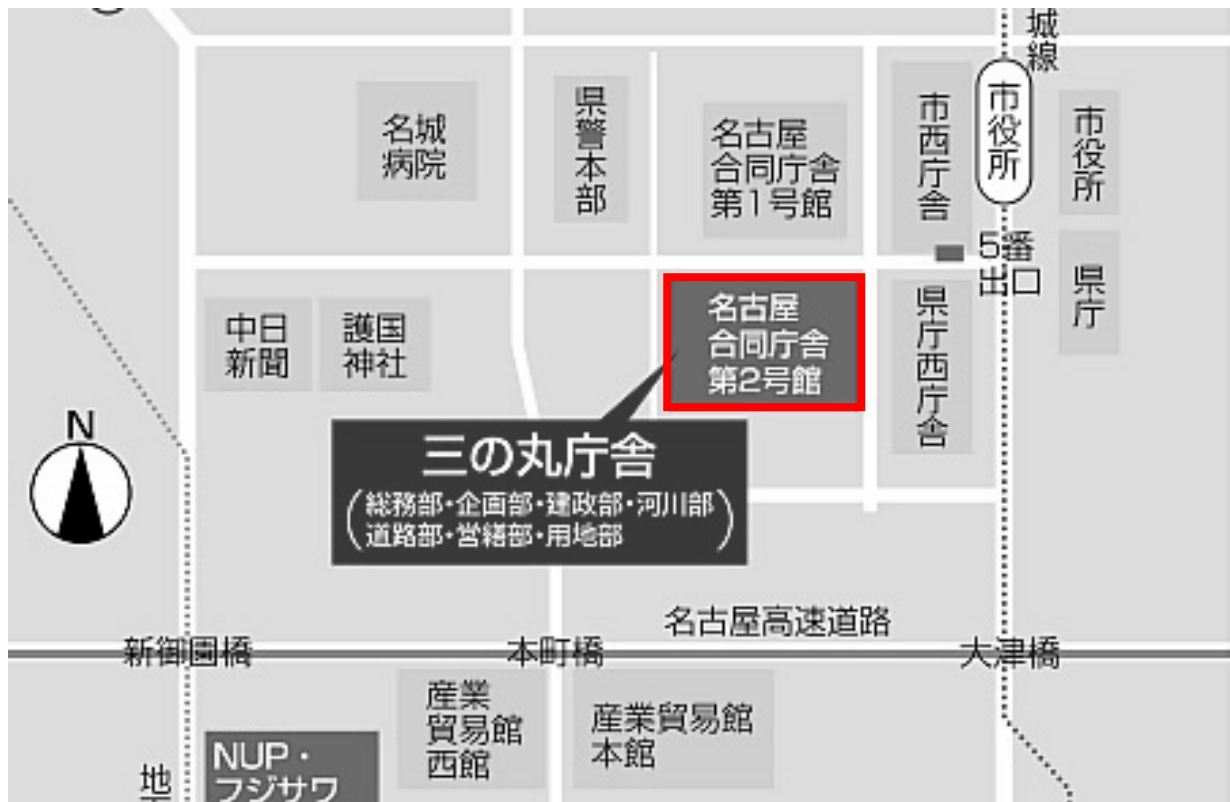 城
線
市
役
所
名城
病院
県
警
本
部
名古屋
合同庁舎
第1号館
市
西
庁
舎
市
役
所
5番
出口
県
庁
中日
新聞
護国
神社
名古屋
合同庁舎
第2号館
県
庁
西
庁
舎
N
三の丸庁舎
(総務部・企画部・建政部・河川部
道路部・営繕部・用地部)
名古屋高速道路
新御園橋
本町橋
大津橋
産業
貿易館
西館
産業貿易館
本館
NUP・
フジサワ
地